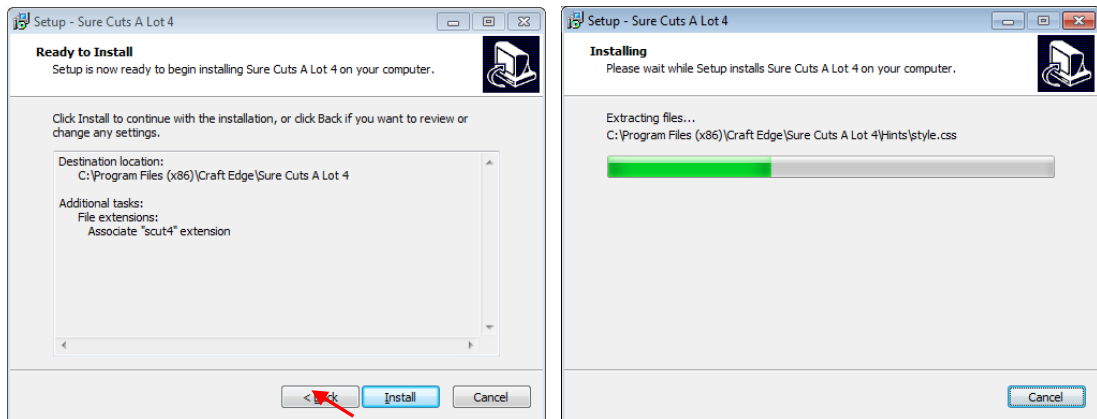 Setup - Sure Cuts A Lot 4
Ready to Install
Setup is now ready to begin installing Sure Cuts A Lot 4 on your computer.
Click Install to continue with the installation, or click Back if you want to review or
change any settings.
Destination location:
C:\Program Files (x86)\Craft Edge\Sure Cuts A Lot 4
Additional tasks:
File extensions:
Associate "scut4" extension
< Back
Install
Cancel
Setup - Sure Cuts A Lot 4
Installing
Please wait while Setup installs Sure Cuts A Lot 4 on your computer.
Extracting files...
C:\Program Files (x86)\Craft Edge\Sure Cuts A Lot 4\Hints\style.css
Cancel